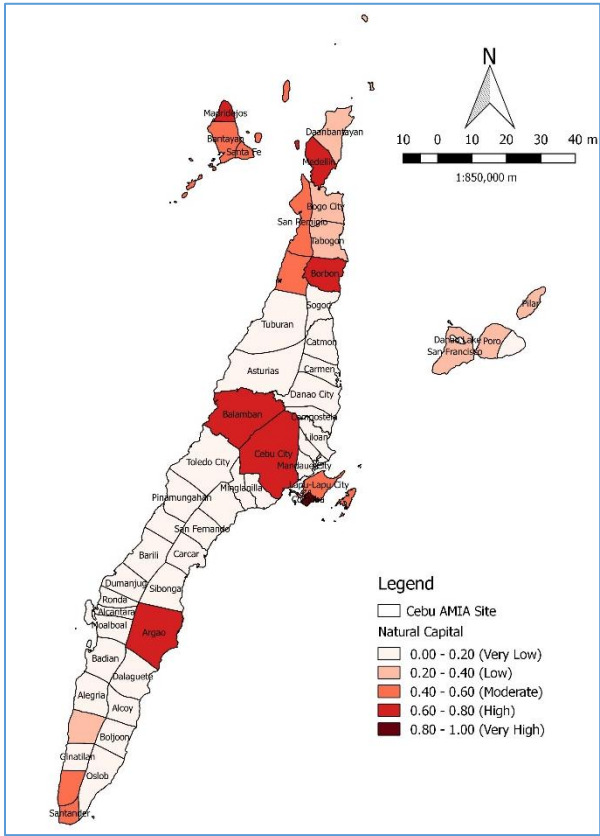 N
10 0 10 20 30 40 m
1:850,000 m
Madridejos
Bantayan
Santa Fe
Daanbantayan
Medellin
Bogo City
San Remigio
Tabogon
Borbon
Sogod
Tuburan
Catmon
Carmen
Asturias
Danao City
Compostela
Balamban
Liloan
Cebu City
Mandaue City
Toledo City
Lapu-Lapu City
Minglanilla
Pinamungahan
San Fernando
Carcar
Barili
Dumanjug
Sibonga
Ronda
Alcantara
Moalboal
Argao
Badian
Dalaguete
Alegria
Alcoy
Boljoon
Ginatilan
Oslob
Santander
Pilar
Danao Lake
Poro
San Francisco
Legend
Cebu AMIA Site
Natural Capital
0.00 - 0.20 (Very Low)
0.20 - 0.40 (Low)
0.40 - 0.60 (Moderate)
0.60 - 0.80 (High)
0.80 - 1.00 (Very High)